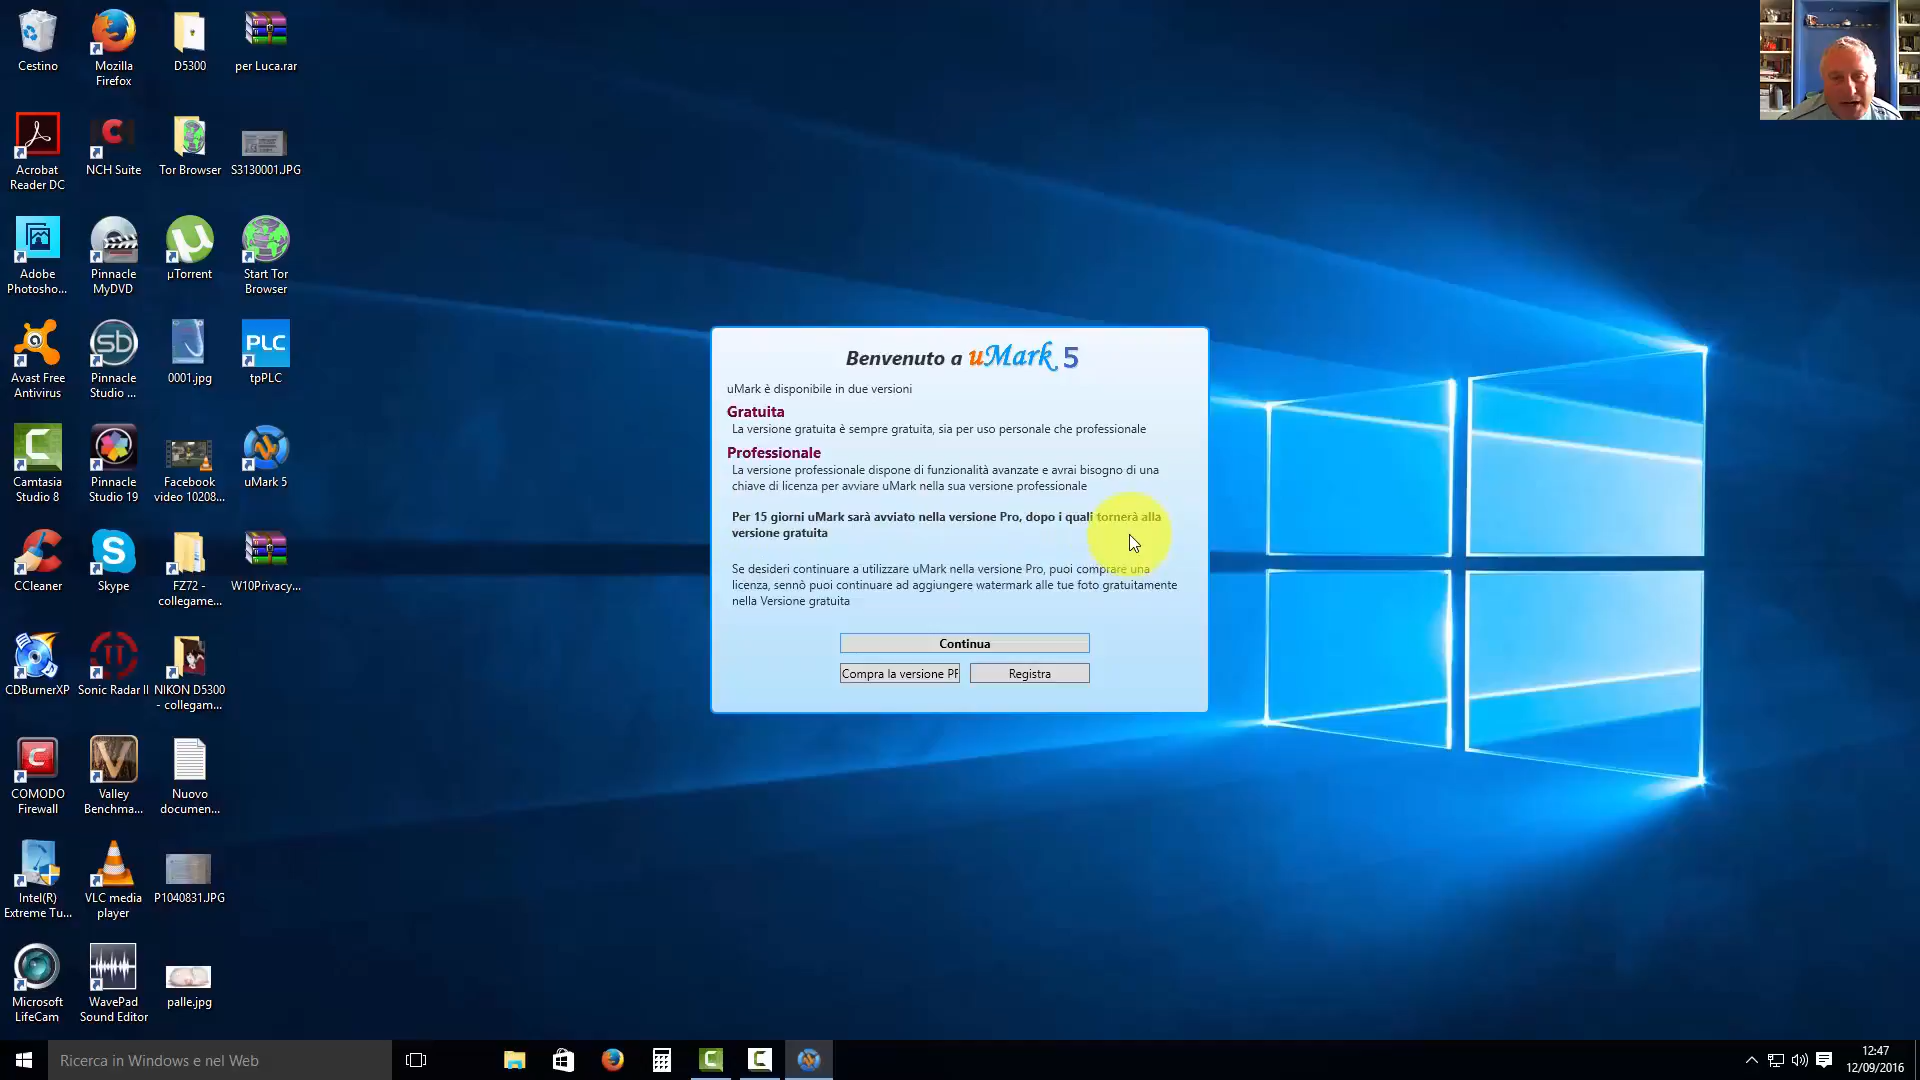 Cestino
Mozilla
Firefox
D5300
per Luca.rar
Acrobat
Reader DC
NCH Suite
Tor Browser
S3130001.JPG
Adobe
Photosho...
Pinnacle
MyDVD
µTorrent
Start Tor
Browser
Avast Free
Antivirus
Pinnacle
Studio ...
0001.jpg
PLC
tpPLC
Camtasia
Studio 8
Pinnacle
Studio 19
Facebook
video 10208...
uMark 5
CCleaner
Skype
FZ72 -
collegame...
W10Privacy...
CDBurnerXP
Sonic Radar II
NIKON D5300
- collegam...
COMODO
Firewall
Valley
Benchma...
Nuovo
documen...
Intel(R)
Extreme Tu...
VLC media
player
P1040831.JPG
Microsoft
LifeCam
WavePad
Sound Editor
palle.jpg
Benvenuto a uMark 5
uMark è disponibile in due versioni
Gratuita
La versione gratuita è sempre gratuita, sia per uso personale che professionale
Professionale
La versione professionale dispone di funzionalità avanzate e avrai bisogno di una
chiave di licenza per avviare uMark nella sua versione professionale
Per 15 giorni uMark sarà avviato nella versione Pro, dopo i quali tornerà alla
versione gratuita
Se desideri continuare a utilizzare uMark nella versione Pro, puoi comprare una
licenza, sennò puoi continuare ad aggiungere watermark alle tue foto gratuitamente
nella Versione gratuita
Continua
Compra la versione PF
Registra
Ricerca in Windows e nel Web
12:47
12/09/2016